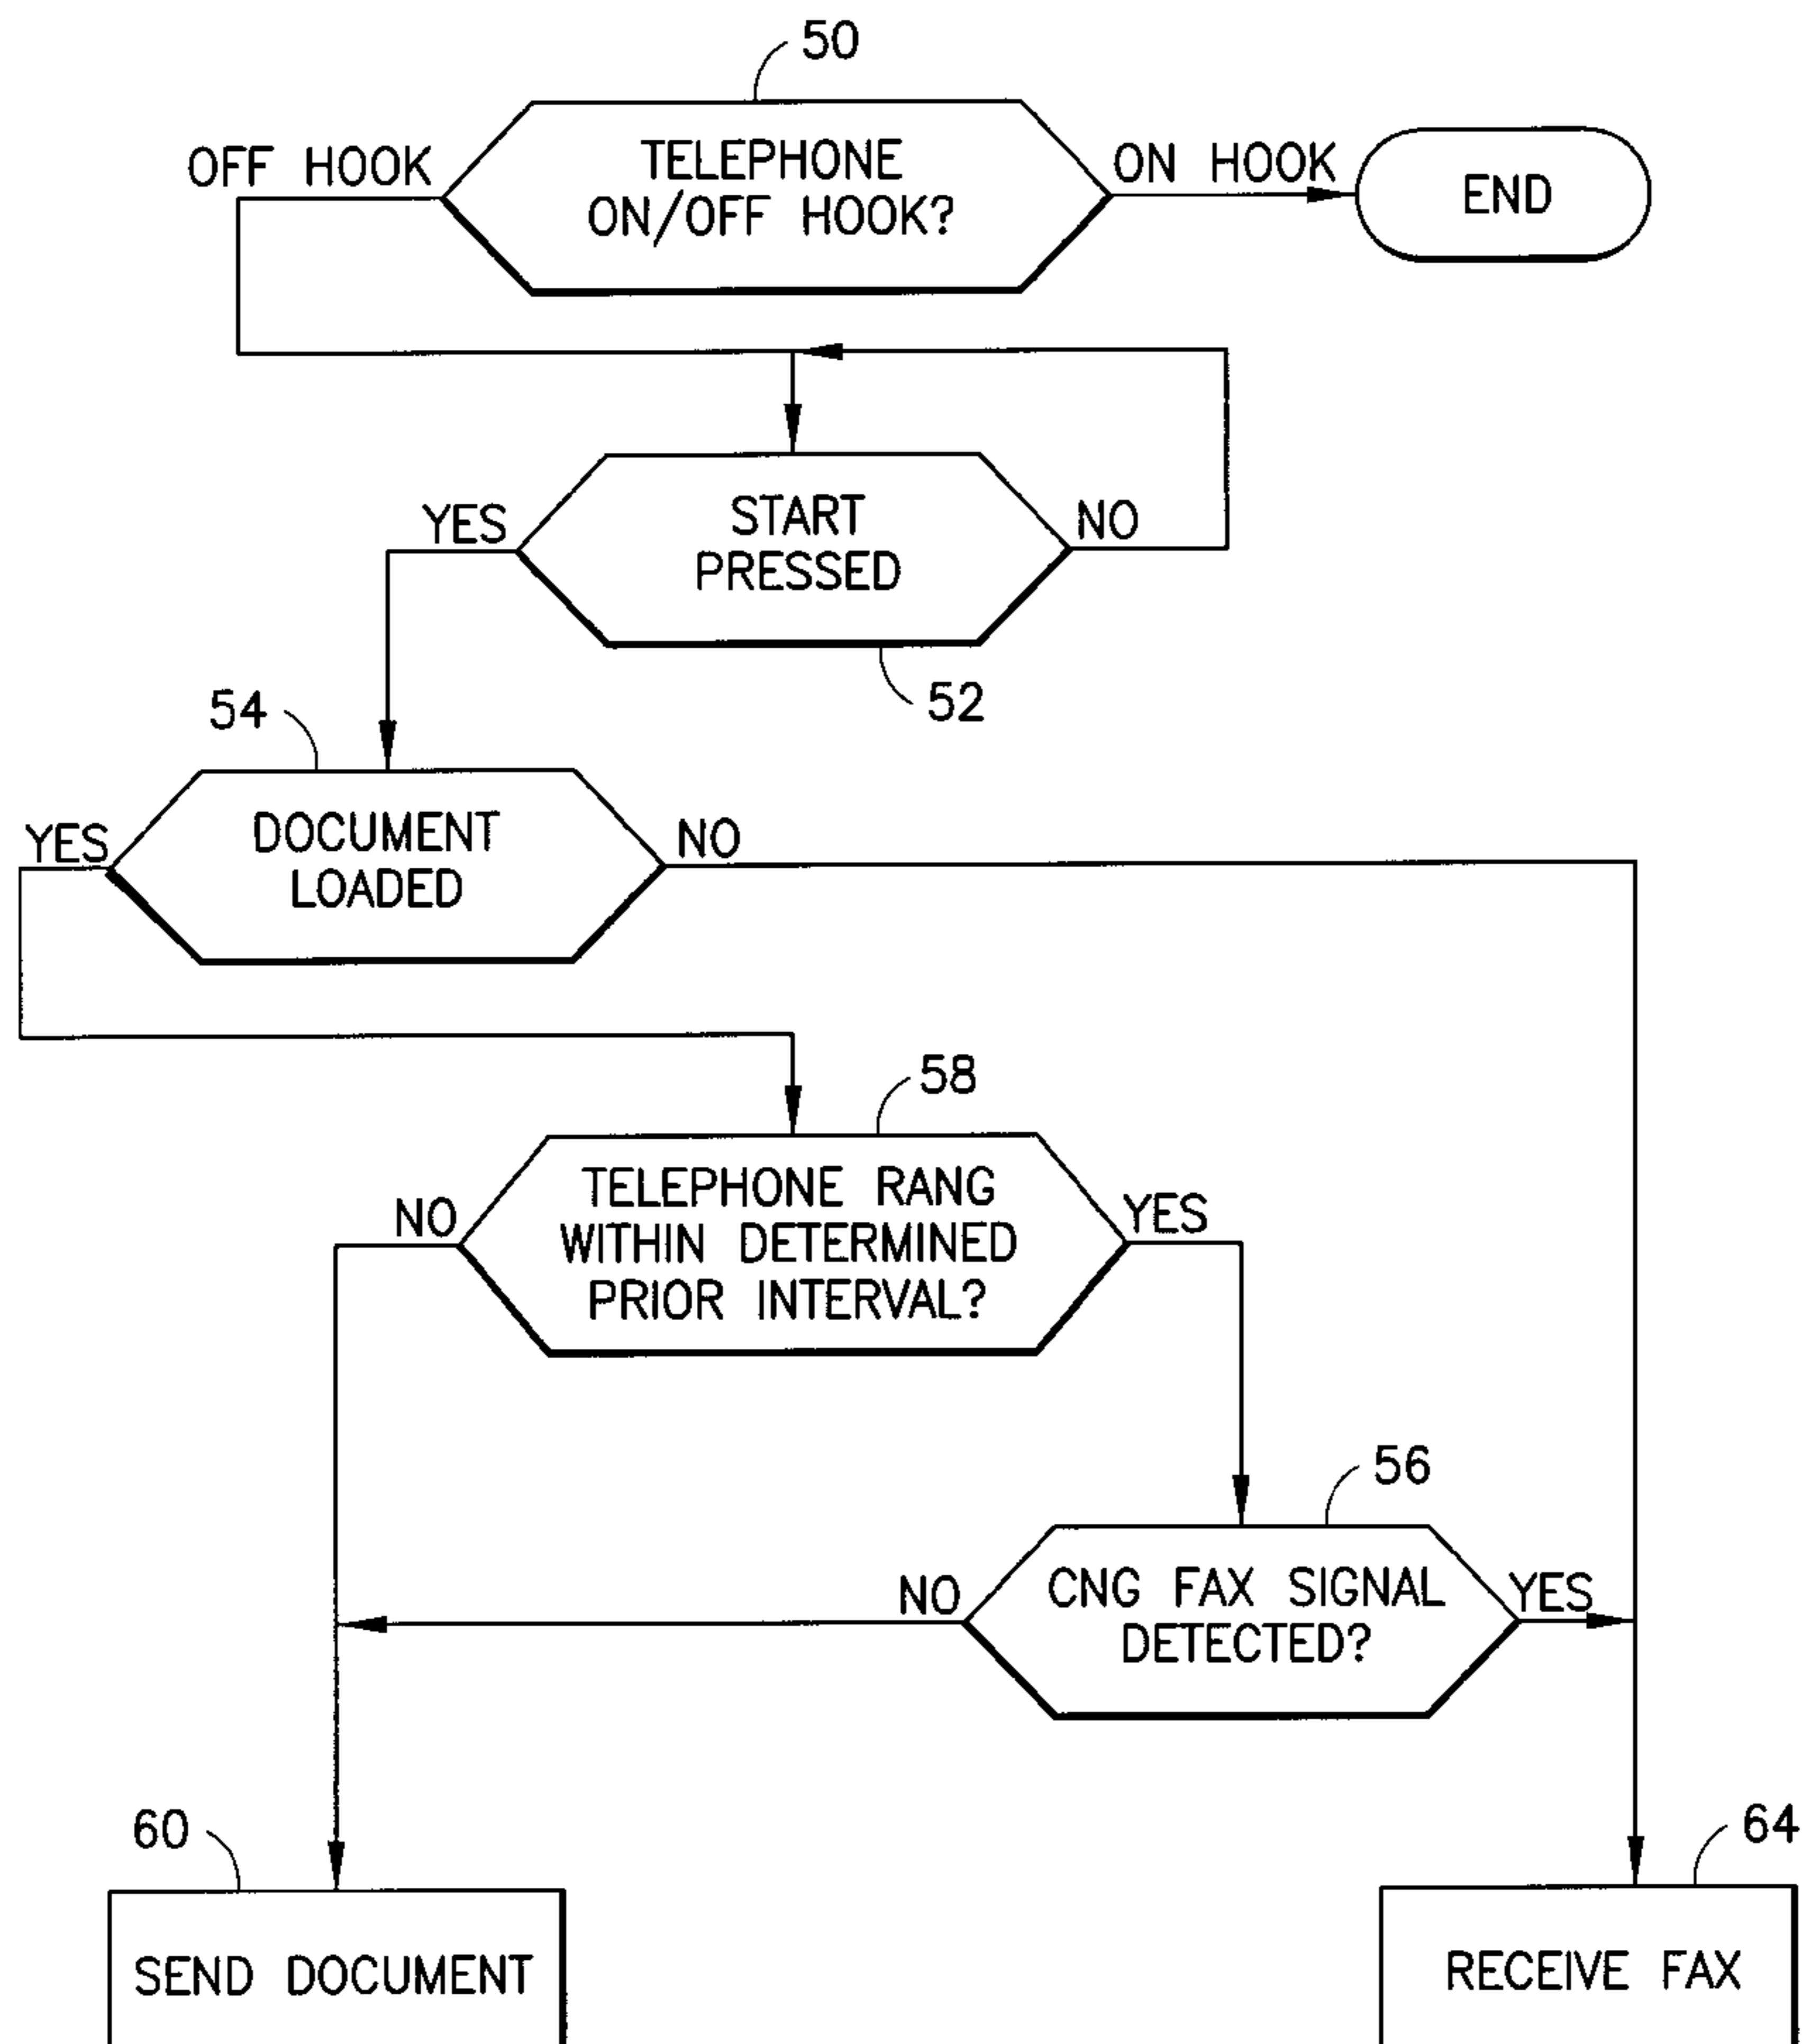 50
OFF HOOK
TELEPHONE
ON/OFF HOOK?
ON HOOK
END
YES
START
PRESSED
NO
52
54
YES
DOCUMENT
LOADED
NO
58
NO
TELEPHONE RANG
WITHIN DETERMINED
PRIOR INTERVAL?
YES
56
NO
CNG FAX SIGNAL
DETECTED?
YES
60
64
SEND DOCUMENT
RECEIVE FAX